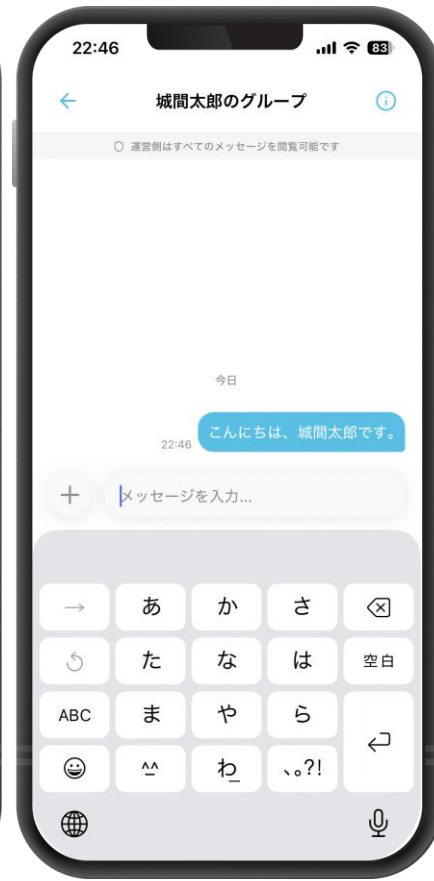 22:46
83
城間太郎のグループ
運営側はすべてのメッセージを閲覧可能です
今日
こんにちは、城間太郎です。
22:46
メッセージを入力...
→ あ か さ
た な は 空白
ABC ま や ら
^^ わ_ 、。?!